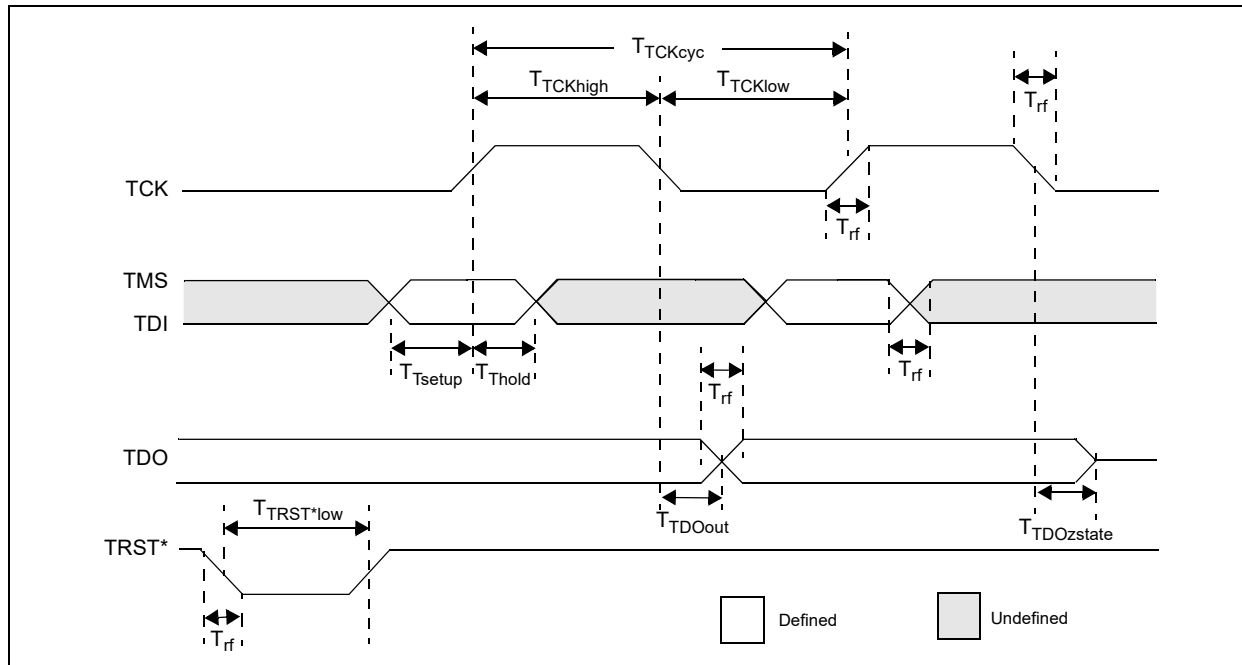 TTCKcyc
TTCKhigh
TTCKlow
Trf
TCK
Trf
TMS
TDI
TTsetup
TThold
Trf
Trf
TDO
TTRST*low
TTDOout
TTDOzstate
TRST*
Trf
Defined
Undefined